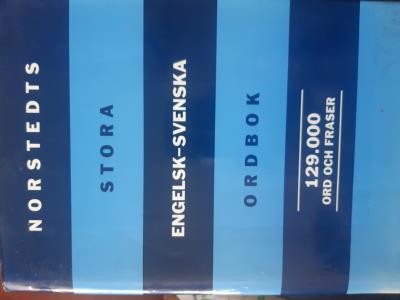 NORSTEDTS
STORA
ENGELSK–SVENSKA
ORDBOK
129.000
ORD OCH FRASER